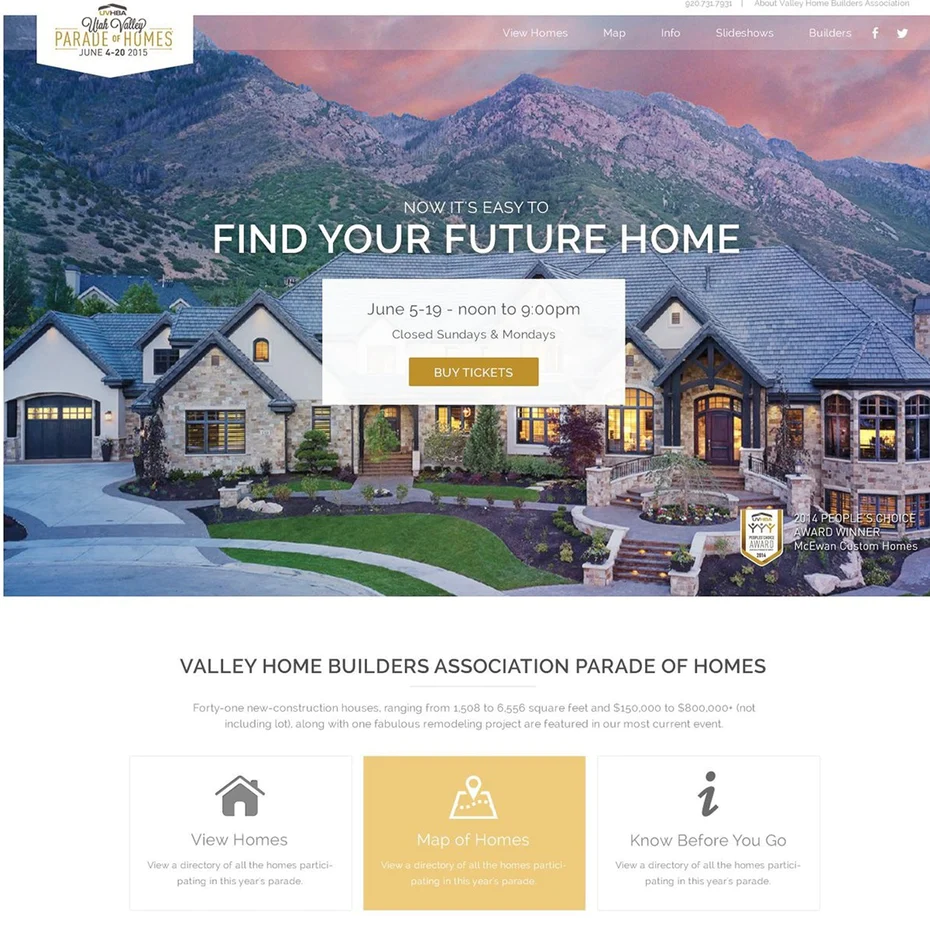 920.731.7931 | About Valley Home Builders Association
UVHBA
Utah Valley
PARADE OF HOMES
JUNE 4-20 2015
View Homes Map Info Slideshows Builders
NOW IT'S EASY TO
FIND YOUR FUTURE HOME
June 5-19 - noon to 9:00pm
Closed Sundays & Mondays
BUY TICKETS
UVHBA
PEOPLES CHOICE
AWARD
2014
2014 PEOPLE'S CHOICE
AWARD WINNER
McEwan Custom Homes
VALLEY HOME BUILDERS ASSOCIATION PARADE OF HOMES
Forty-one new-construction houses, ranging from 1,508 to 6,556 square feet and $150,000 to $800,000+ (not
including lot), along with one fabulous remodeling project are featured in our most current event.
View Homes
View a directory of all the homes partici-
pating in this year's parade.
Map of Homes
View a directory of all the homes partici-
pating in this year's parade.
Know Before You Go
View a directory of all the homes partici-
pating in this year's parade.